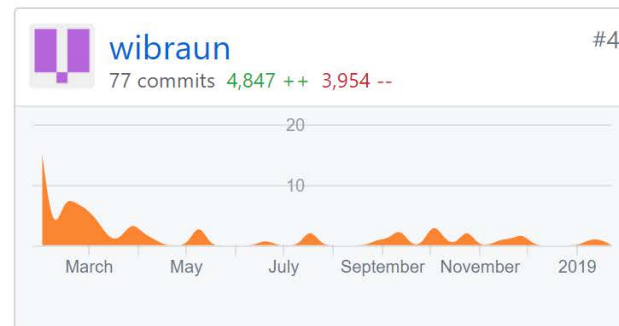 wibraun
#4
77 commits 4,847 ++ 3,954 --
20
10
March May July September November 2019